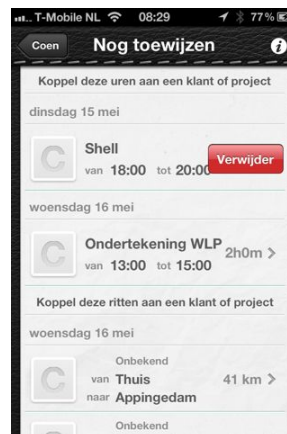 T-Mobile NL 08:29 77%
Coen Nog toewijzen i
Koppel deze uren aan een klant of project
dinsdag 15 mei
C Shell
van 18:00 tot 20:00 Verwijder
woensdag 16 mei
C Ondertekening WLP
van 13:00 tot 15:00 2h0m >
Koppel deze ritten aan een klant of project
woensdag 16 mei
Onbekend
C van Thuis 41 km >
naar Appingedam
Onbekend